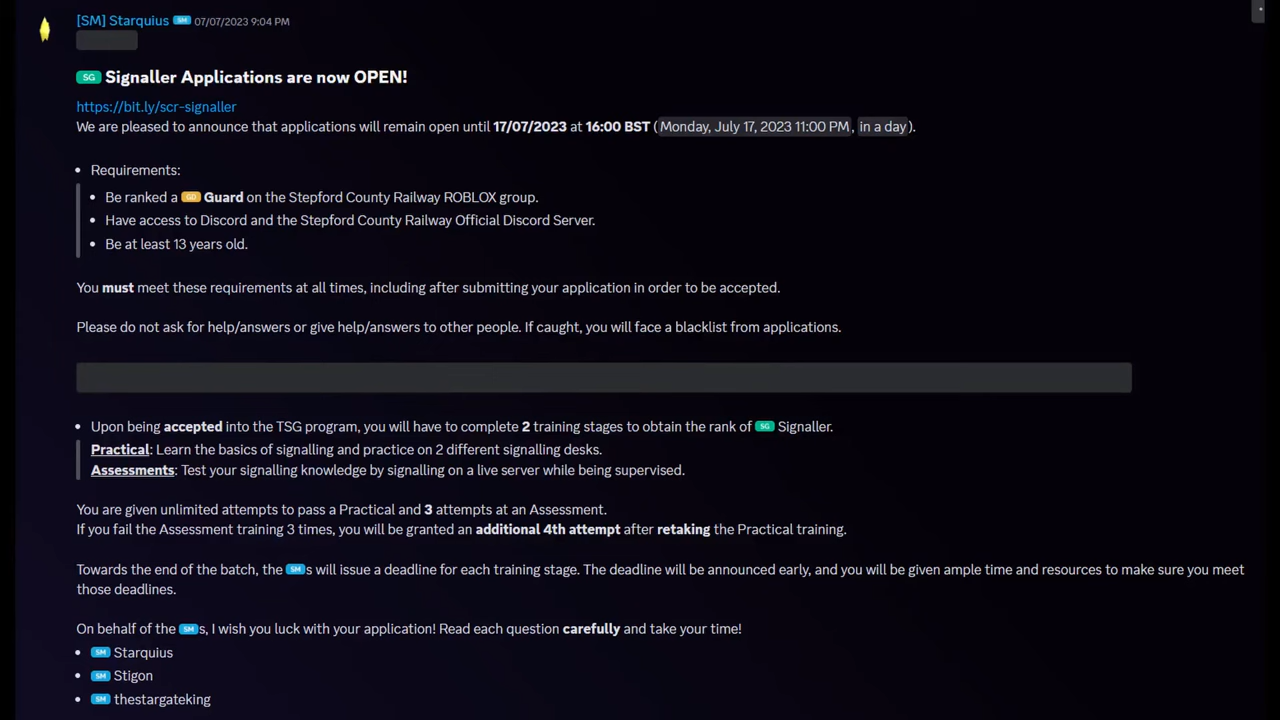 [SM] Starquius SM 07/07/2023 9:04 PM
SG Signaller Applications are now OPEN!
https://bit.ly/scr-signaller
We are pleased to announce that applications will remain open until 17/07/2023 at 16:00 BST (Monday, July 17, 2023 11:00 PM, in a day).
• Requirements:
• Be ranked a GD Guard on the Stepford County Railway ROBLOX group.
• Have access to Discord and the Stepford County Railway Official Discord Server.
• Be at least 13 years old.
You must meet these requirements at all times, including after submitting your application in order to be accepted.
Please do not ask for help/answers or give help/answers to other people. If caught, you will face a blacklist from applications.
• Upon being accepted into the TSG program, you will have to complete 2 training stages to obtain the rank of SG Signaller.
Practical: Learn the basics of signalling and practice on 2 different signalling desks.
Assessments: Test your signalling knowledge by signalling on a live server while being supervised.
You are given unlimited attempts to pass a Practical and 3 attempts at an Assessment.
If you fail the Assessment training 3 times, you will be granted an additional 4th attempt after retaking the Practical training.
Towards the end of the batch, the SMs will issue a deadline for each training stage. The deadline will be announced early, and you will be given ample time and resources to make sure you meet
those deadlines.
On behalf of the SMs, I wish you luck with your application! Read each question carefully and take your time!
• SM Starquius
• SM Stigon
• SM thestargateking